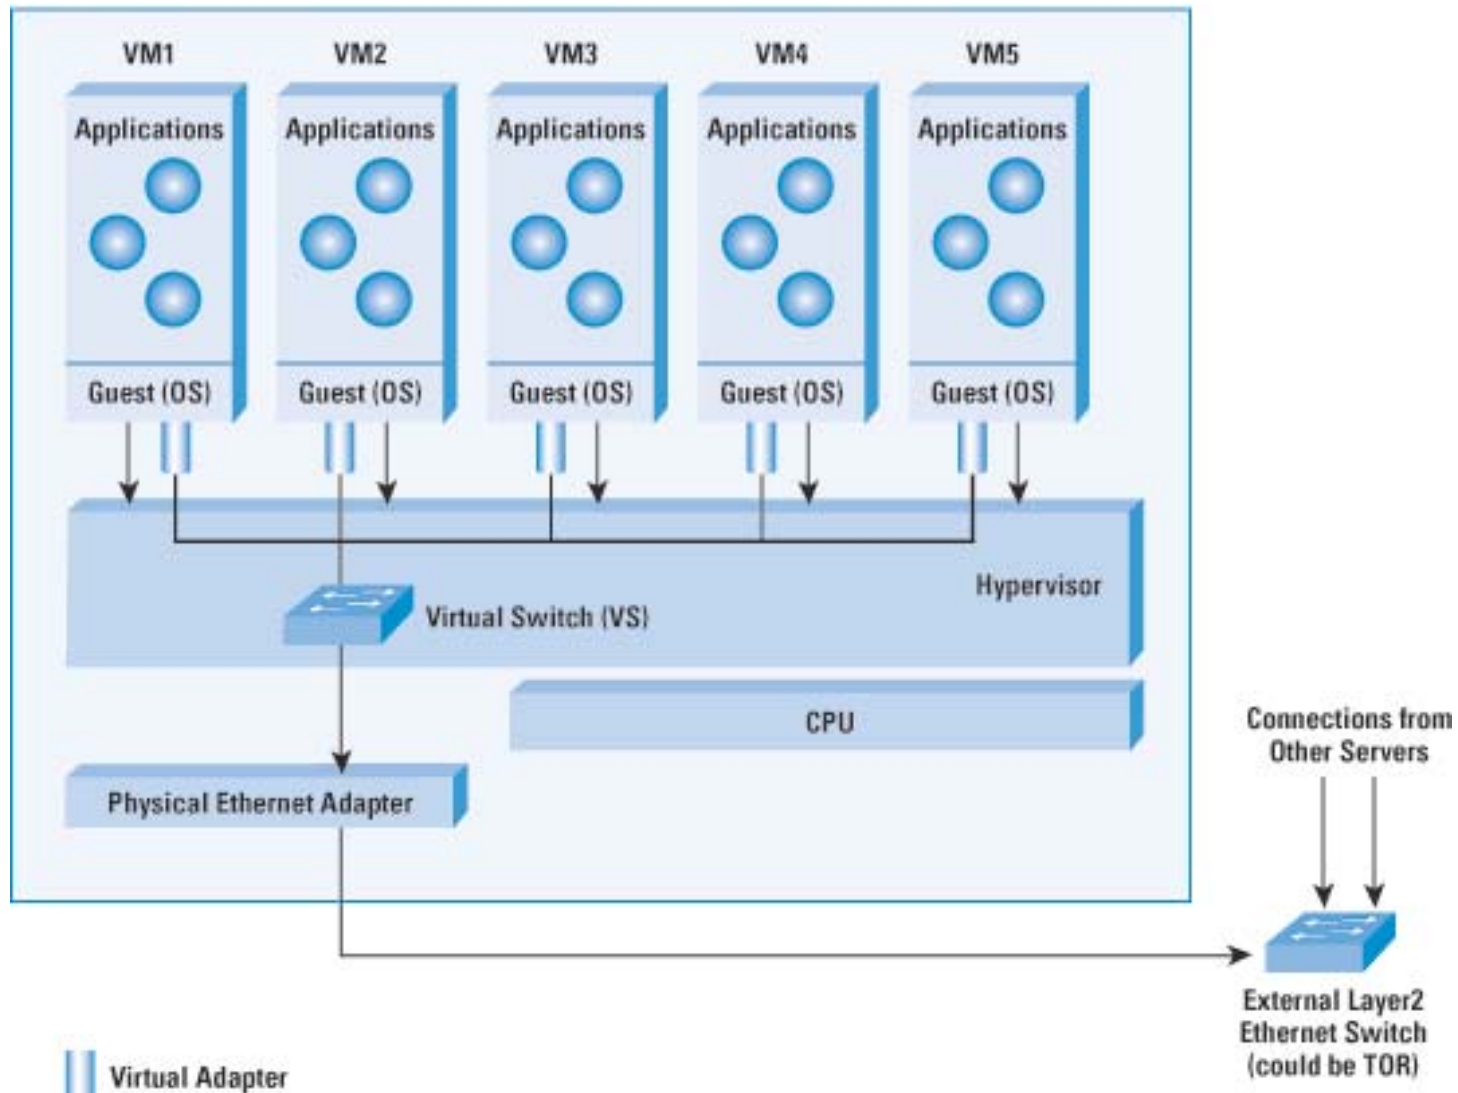 VM1
VM2
VM3
VM4
VM5
Applications
Applications
Applications
Applications
Applications
Guest (OS)
Guest (OS)
Guest (OS)
Guest (OS)
Guest (OS)
Hypervisor
Virtual Switch (VS)
CPU
Physical Ethernet Adapter
Connections from
Other Servers
External Layer2
Ethernet Switch
(could be TOR)
Virtual Adapter